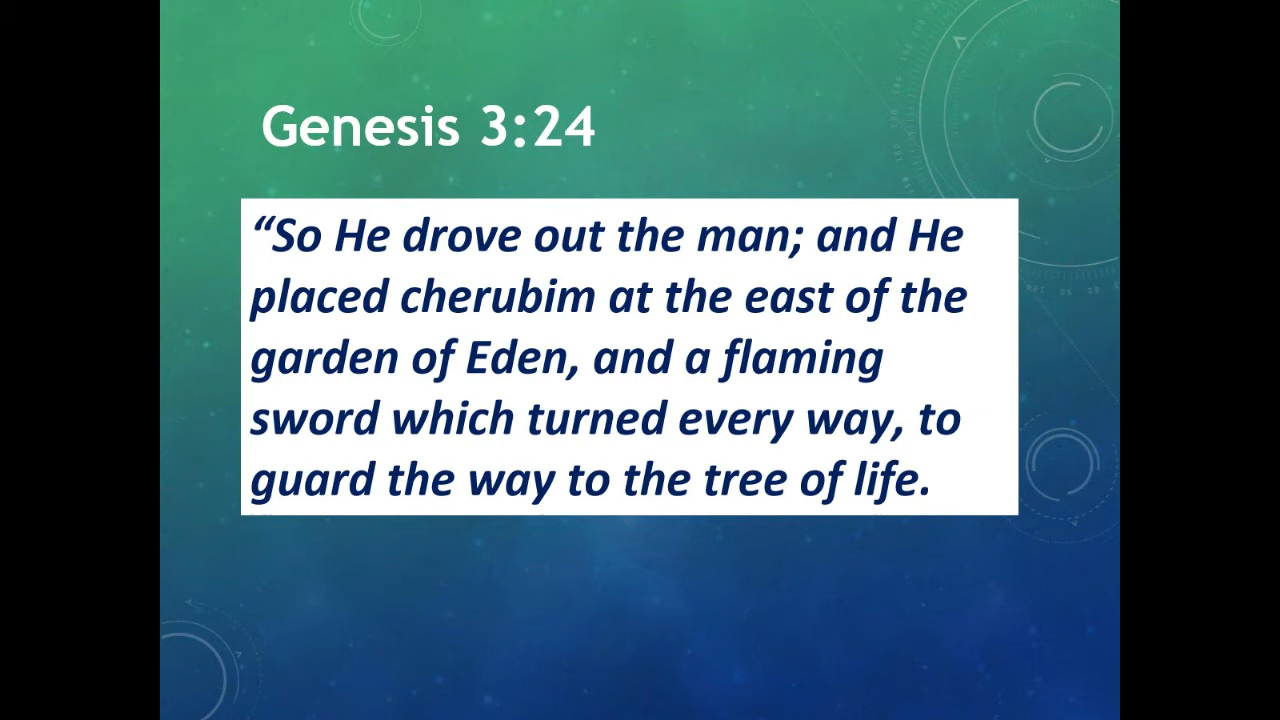 Genesis 3:24
“So He drove out the man; and He
placed cherubim at the east of the
garden of Eden, and a flaming
sword which turned every way, to
guard the way to the tree of life.